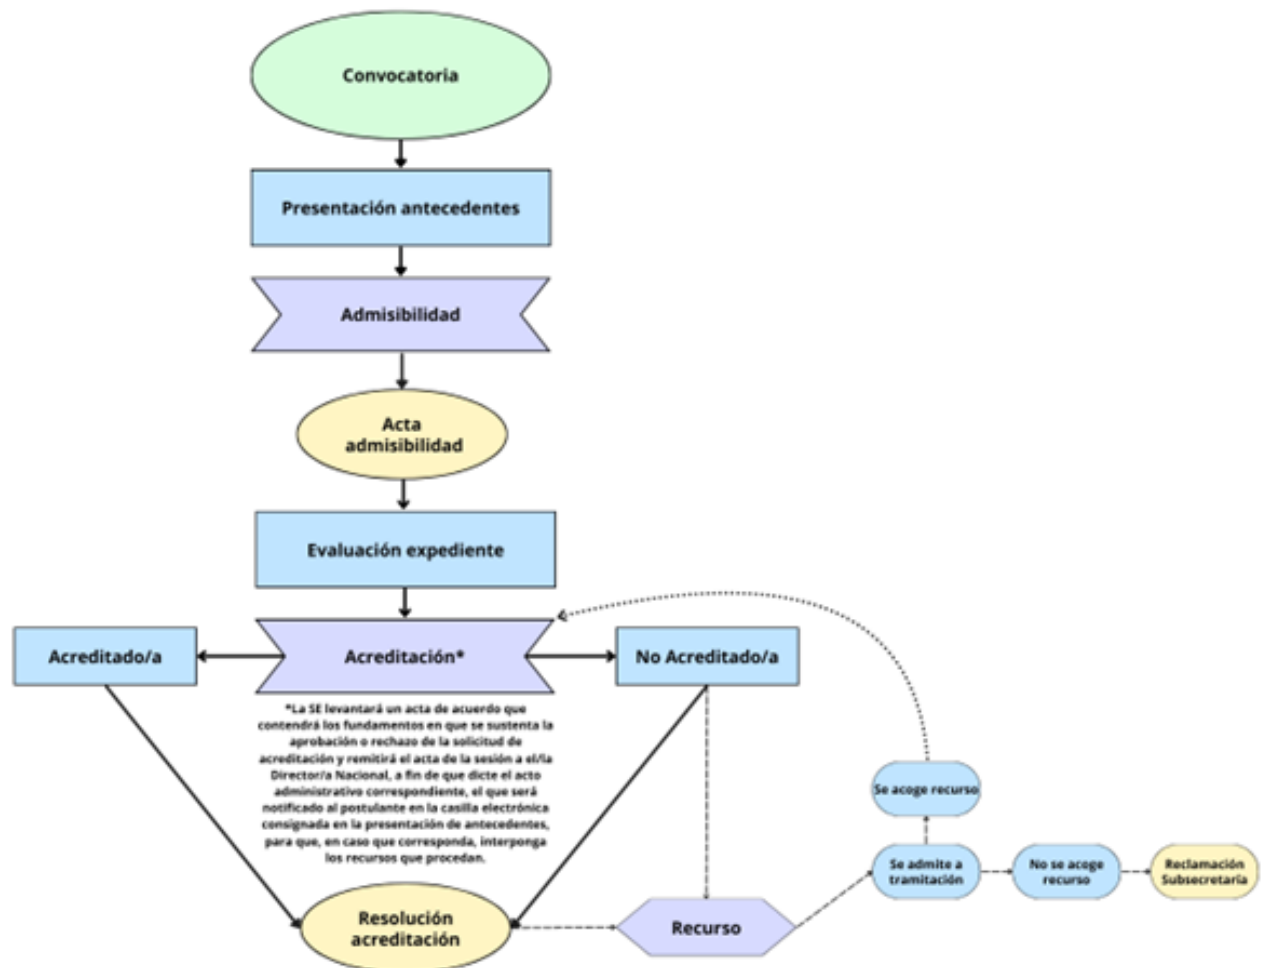 Convocatoria
Presentación antecedentes
Admisibilidad
Acta
admisibilidad
Evaluación expediente
Acreditado/a
Acreditación*
No Acreditado/a
*La SE levantará un acta de acuerdo que
contendrá los fundamentos en que se sustenta la
aprobación o rechazo de la solicitud de
acreditación y remitirá el acta de la sesión a el/la
Director/a Nacional, a fin de que dicte el acto
administrativo correspondiente, el que será
notificado al postulante en la casilla electrónica
consignada en la presentación de antecedentes,
para que, en caso que corresponda, interponga
los recursos que procedan.
Se acoge recurso
Se admite a
tramitación
No se acoge
recurso
Reclamación
Subsecretaría
Resolución
acreditación
Recurso